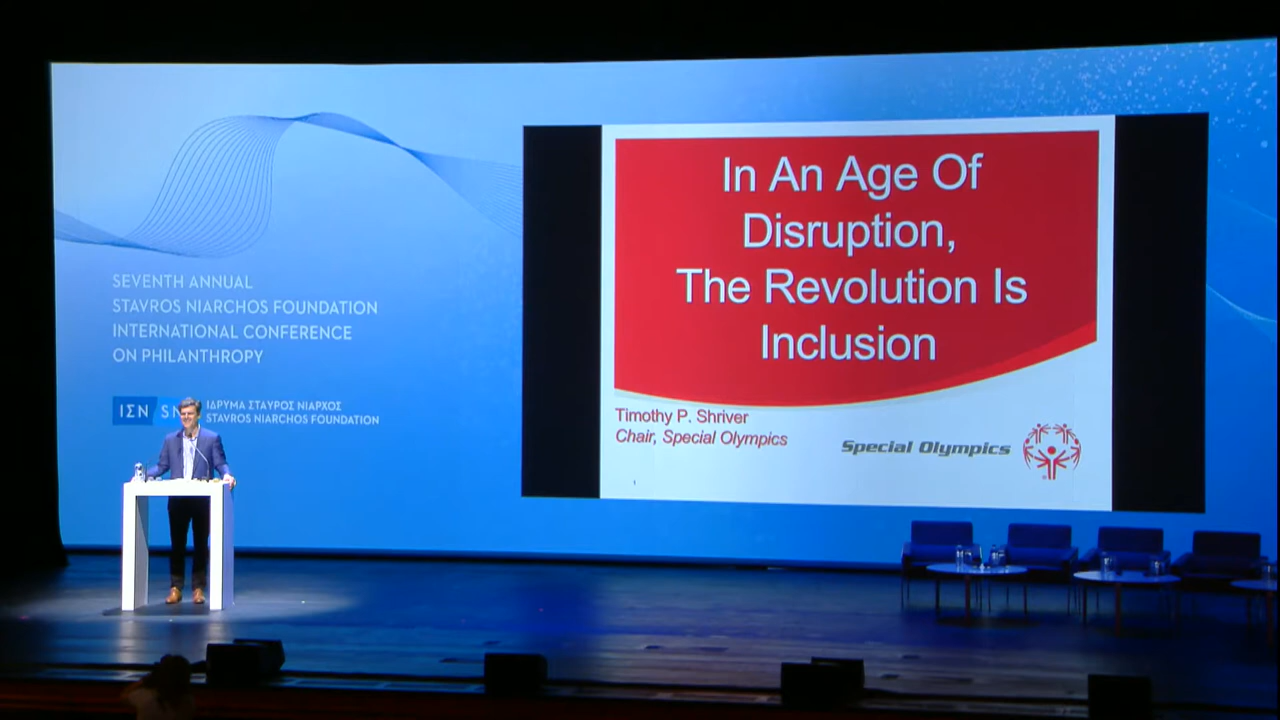 SEVENTH ANNUAL
STAVROS NIARCHOS FOUNDATION
INTERNATIONAL CONFERENCE
ON PHILANTHROPY
ΙΣΝ
ΙΔΡΥΜΑ ΣΤΑΥΡΟΣ ΝΙΑΡΧΟΣ
STAVROS NIARCHOS FOUNDATION
In An Age Of
Disruption,
The Revolution Is
Inclusion
Timothy P. Shriver
Chair, Special Olympics
Special Olympics
1